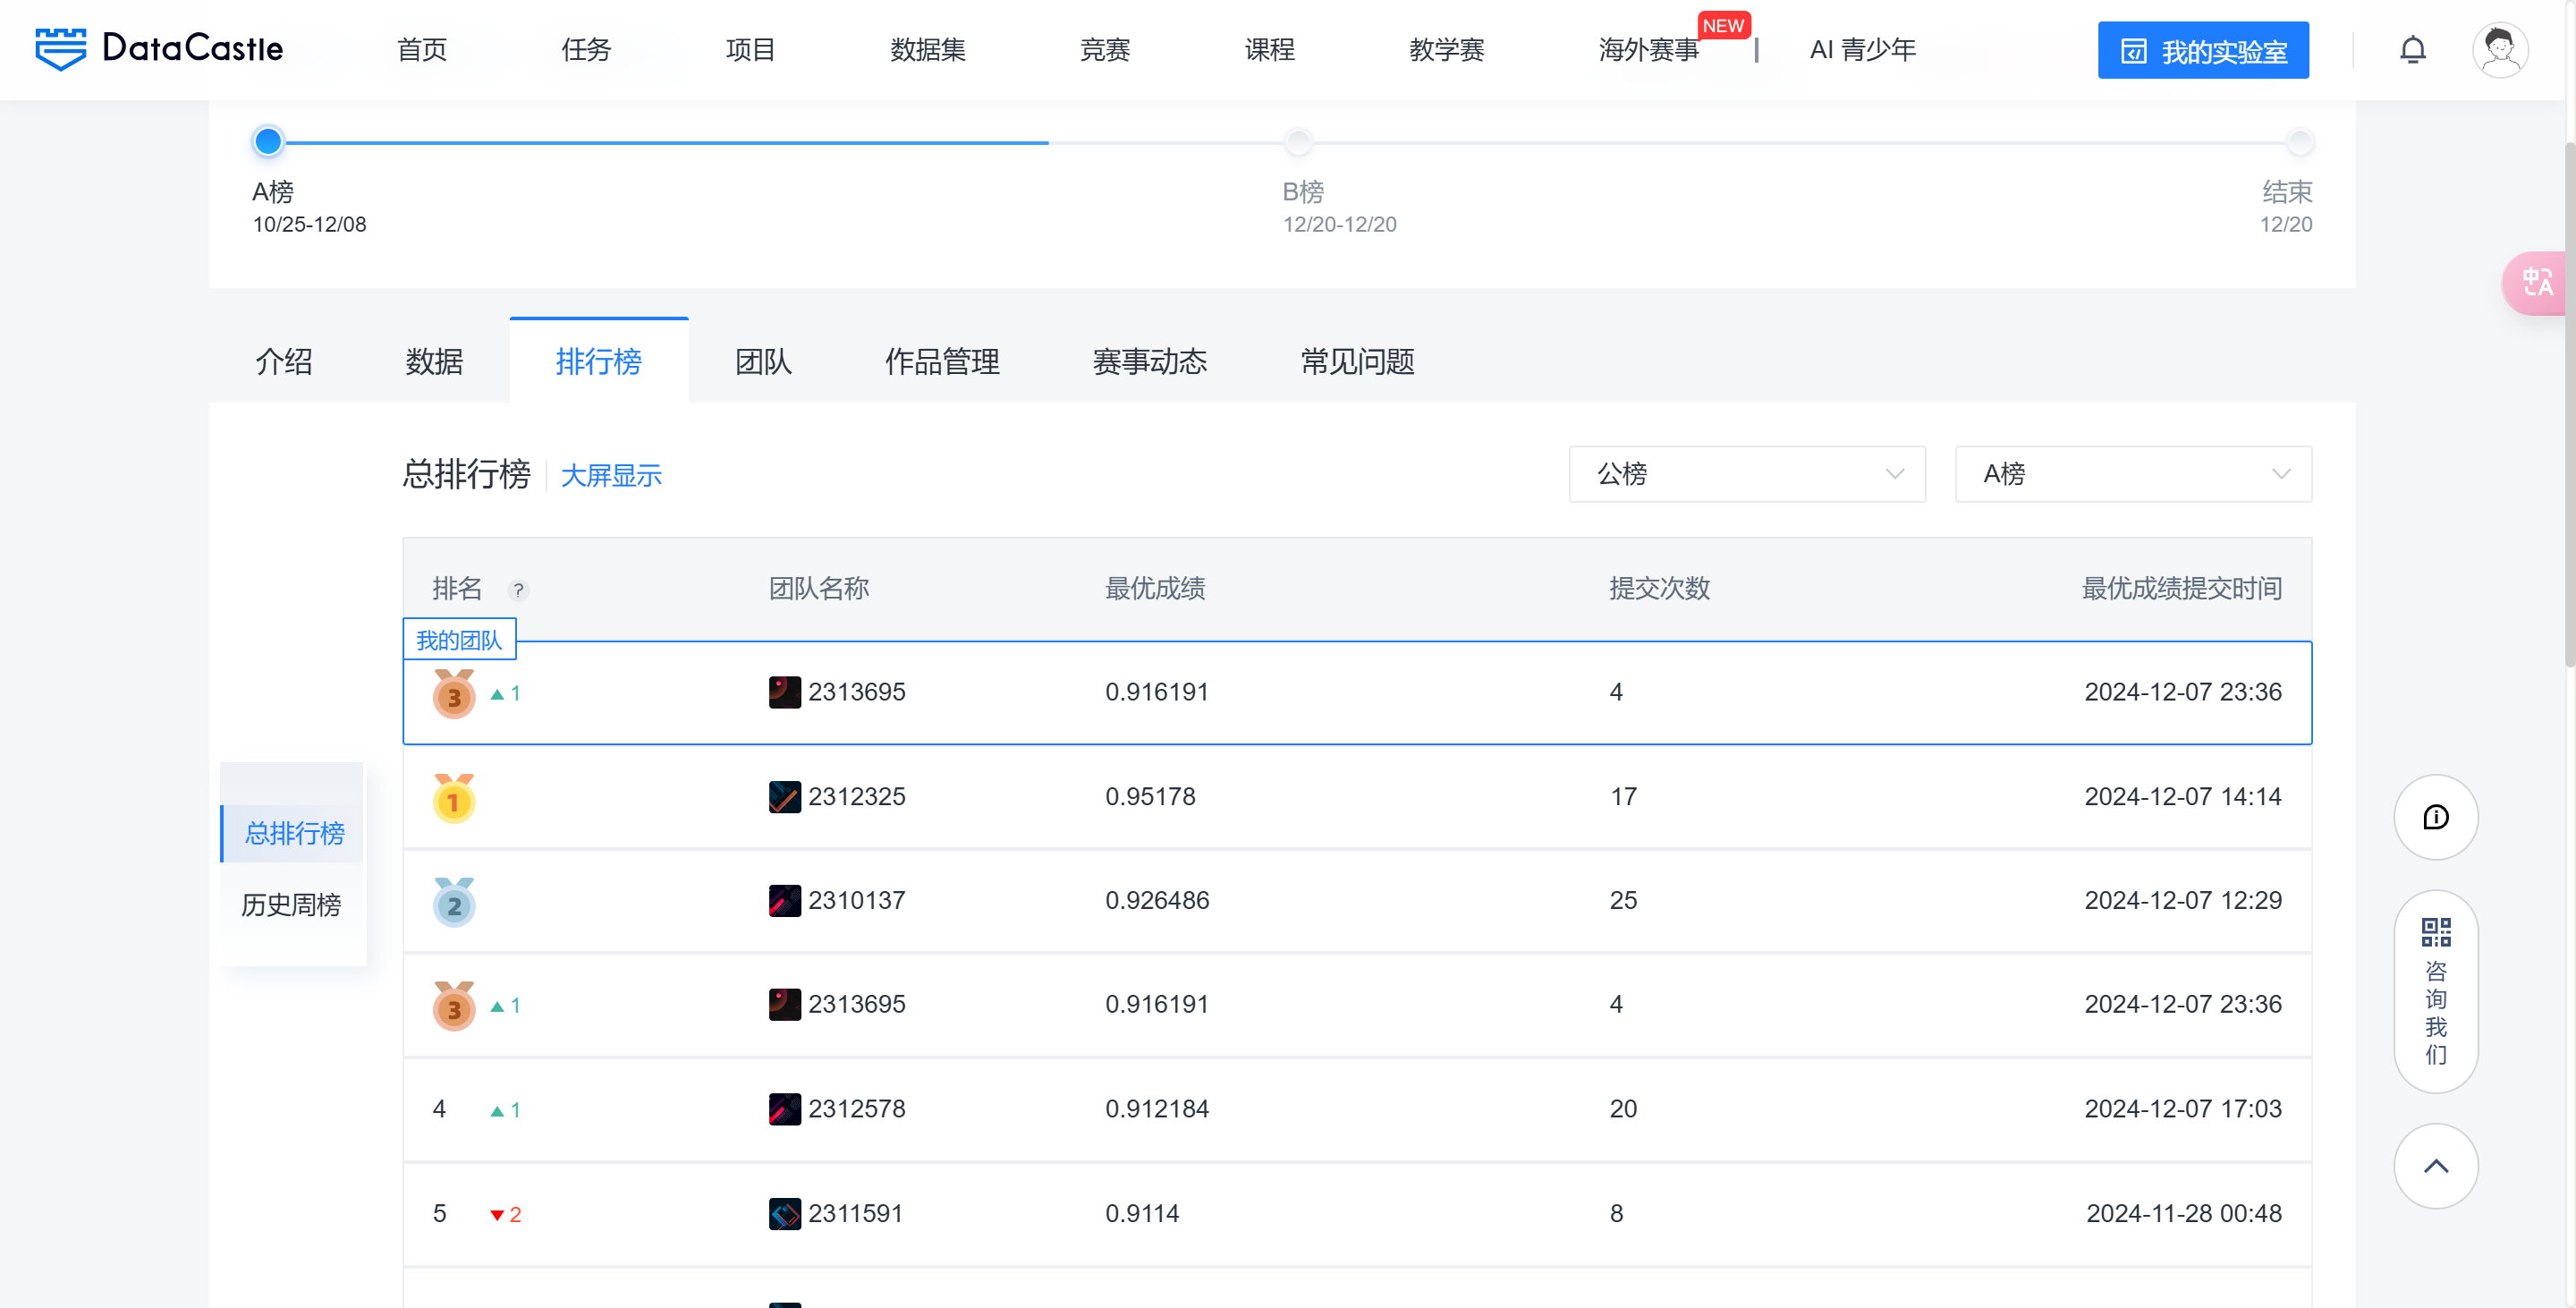 DataCastle
首页
任务
项目
数据集
竞赛
课程
教学赛
海外赛事
NEW
|
AI 青少年
我的实验室
A榜
10/25-12/08
B榜
12/20-12/20
结束
12/20
中A
介绍
数据
排行榜
团队
作品管理
赛事动态
常见问题
总排行榜
大屏显示
公榜
A榜
排名 ?
团队名称
最优成绩
提交次数
最优成绩提交时间
我的团队
3 ▲ 1 2313695 0.916191 4 2024-12-07 23:36
1 2312325 0.95178 17 2024-12-07 14:14
2 2310137 0.926486 25 2024-12-07 12:29
3 ▲ 1 2313695 0.916191 4 2024-12-07 23:36
4 ▲ 1 2312578 0.912184 20 2024-12-07 17:03
5 ▼ 2 2311591 0.9114 8 2024-11-28 00:48
总排行榜
历史周榜
咨
询
我
们